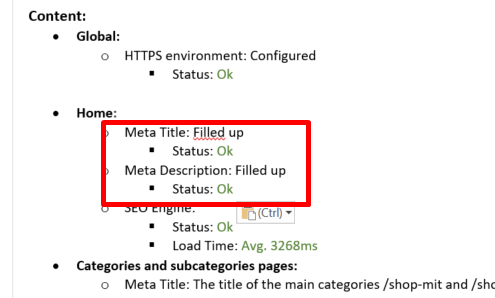 Content:
Global:
HTTPS environment: Configured
Status: Ok
Home:
Meta Title: Filled up
Status: Ok
Meta Description: Filled up
Status: Ok
SEO Engine:
(Ctrl)
Status: Ok
Load Time: Avg. 3268ms
Categories and subcategories pages:
Meta Title: The title of the main categories /shop-mit and /sho